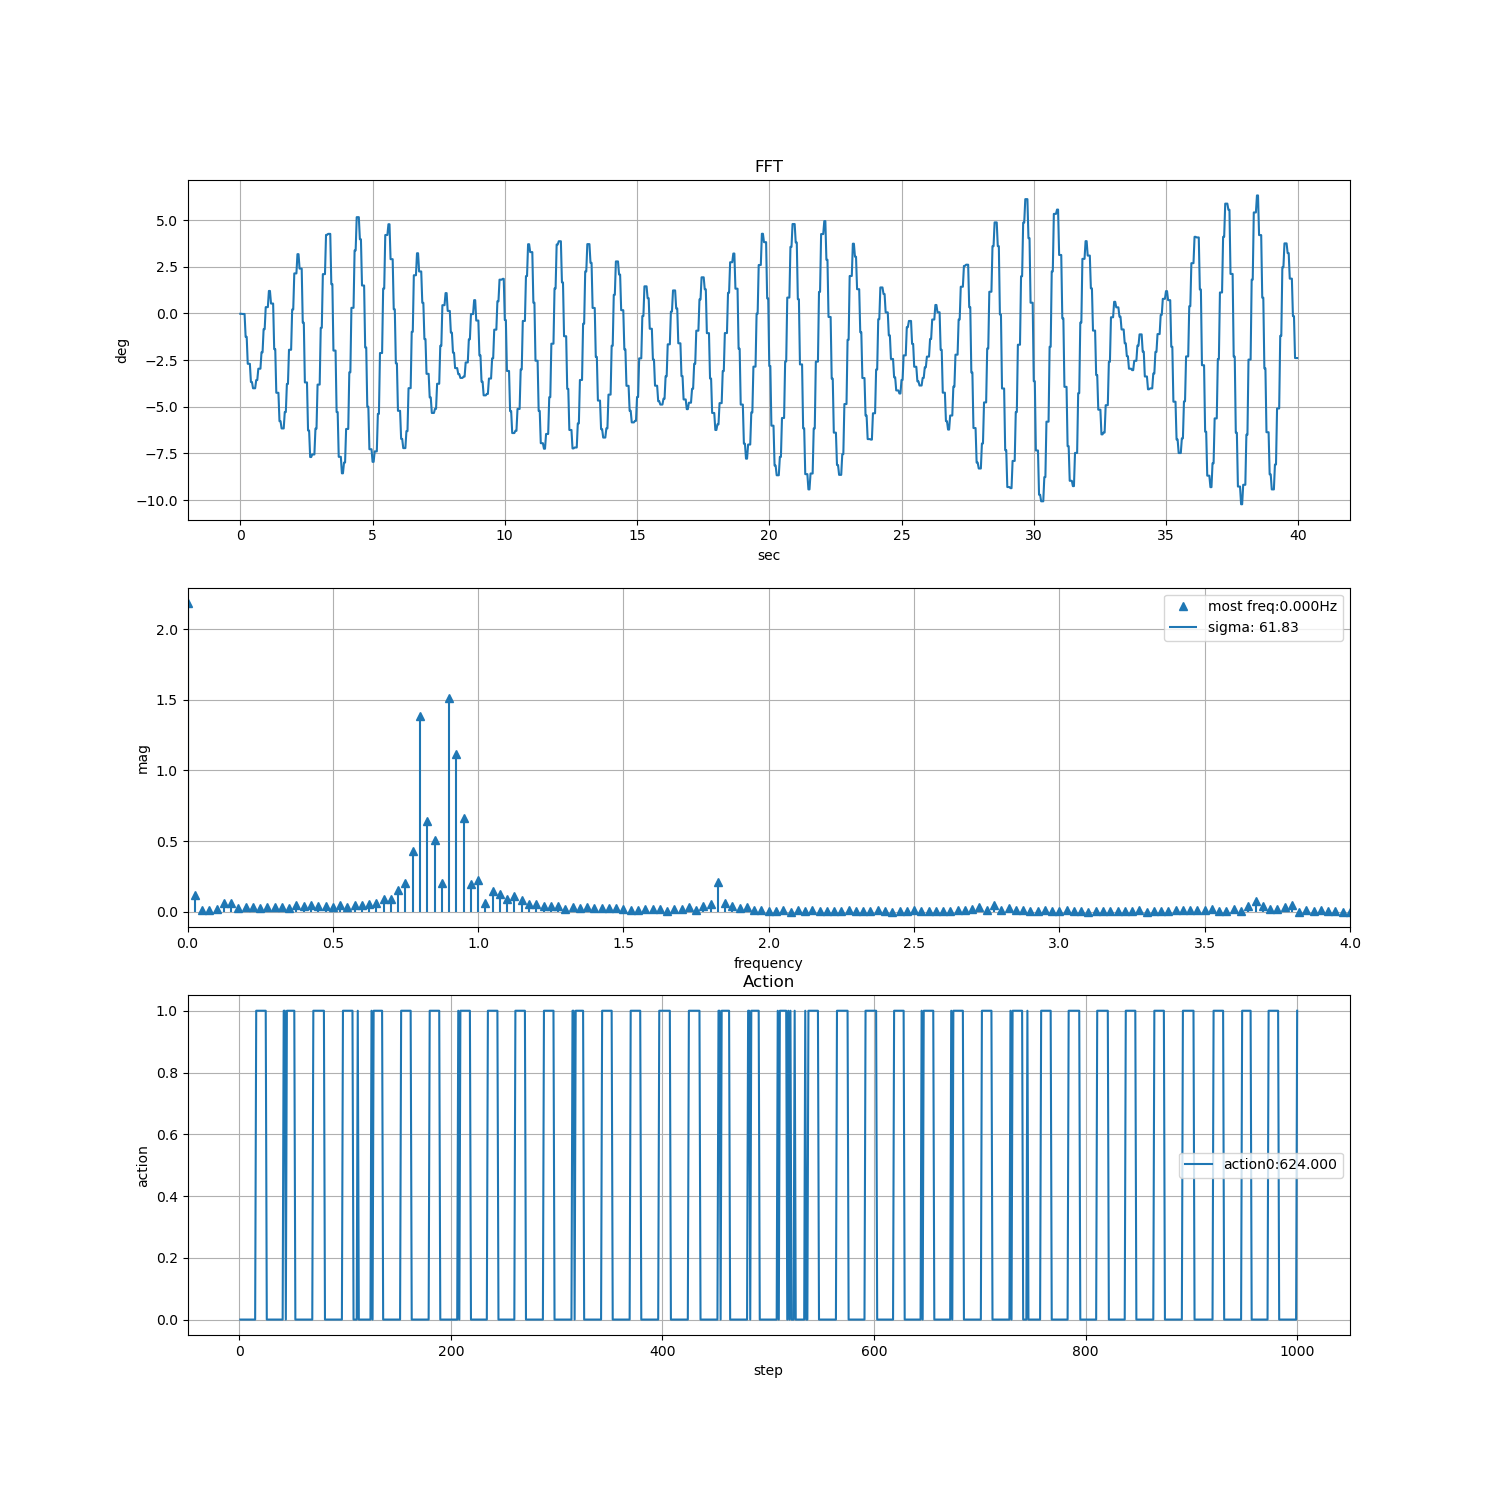 FFT
5.0
2.5
0.0
−2.5
−5.0
−7.5
−10.0
deg
0 5 10 15 20 25 30 35 40
sec
most freq:0.000Hz
sigma: 61.83
2.0
1.5
1.0
0.5
0.0
mag
0.0 0.5 1.0 1.5 2.0 2.5 3.0 3.5 4.0
frequency
Action
1.0
0.8
0.6
0.4
0.2
0.0
action
action0:624.000
0 200 400 600 800 1000
step